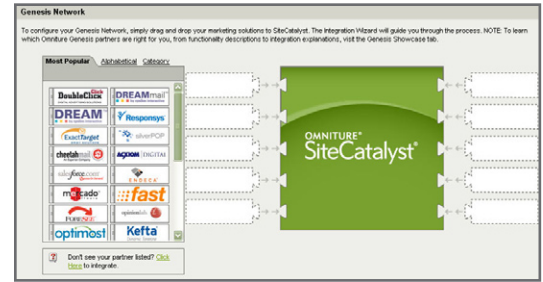 Genesis Network
To configure your Genesis Network, simply drag and drop your marketing solutions to SiteCatalyst. The Integration Wizard will guide you through the process. NOTE: To learn
which Omniture Genesis partners are right for you, from functionality descriptions to integration explanations, visit the Genesis Showcase tab.
Most Popular Alphabetical Category
DoubleClick DREAMmail
DREAM Responsys
ExactTarget silverPOP
cheetahmail ACXIOM DIGITAL
salesforce.com ENDECA
mercado fast
FORESEE opinionlab
optimost Kefta
OMNITURE
SiteCatalyst
Don't see your partner listed? Click
Here to integrate.